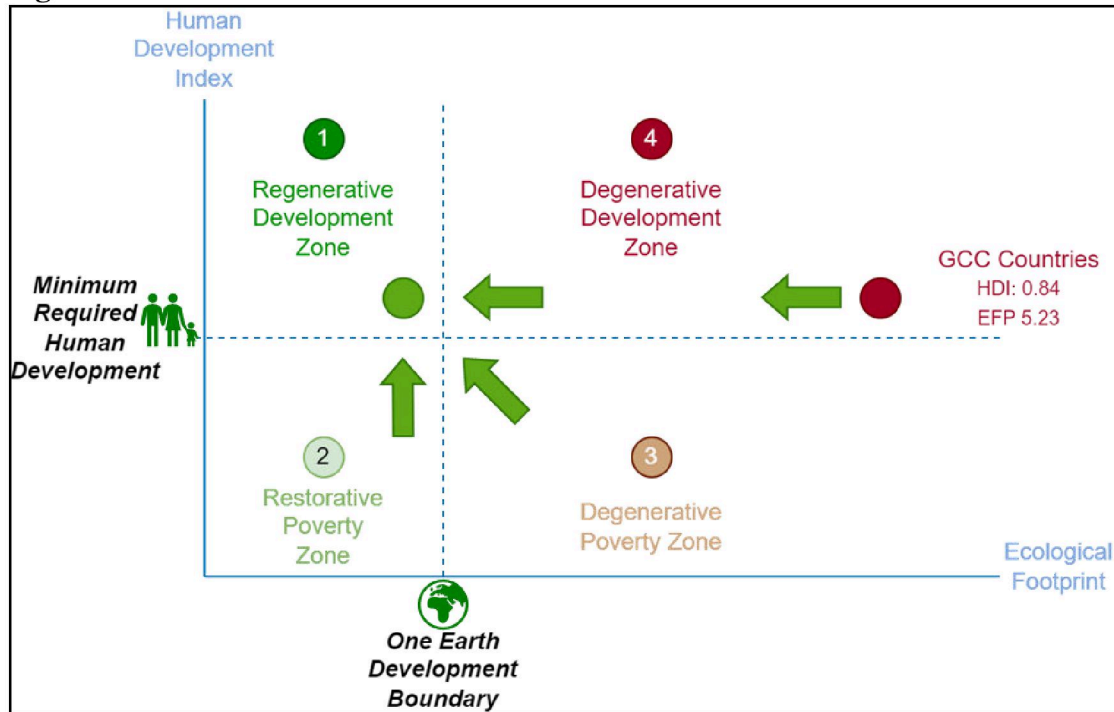 Human
Development
Index
1
Regenerative
Development
Zone
4
Degenerative
Development
Zone
GCC Countries
HDI: 0.84
EFP 5.23
Minimum
Required
Human
Development
2
Restorative
Poverty
Zone
3
Degenerative
Poverty Zone
Ecological
Footprint
One Earth
Development
Boundary